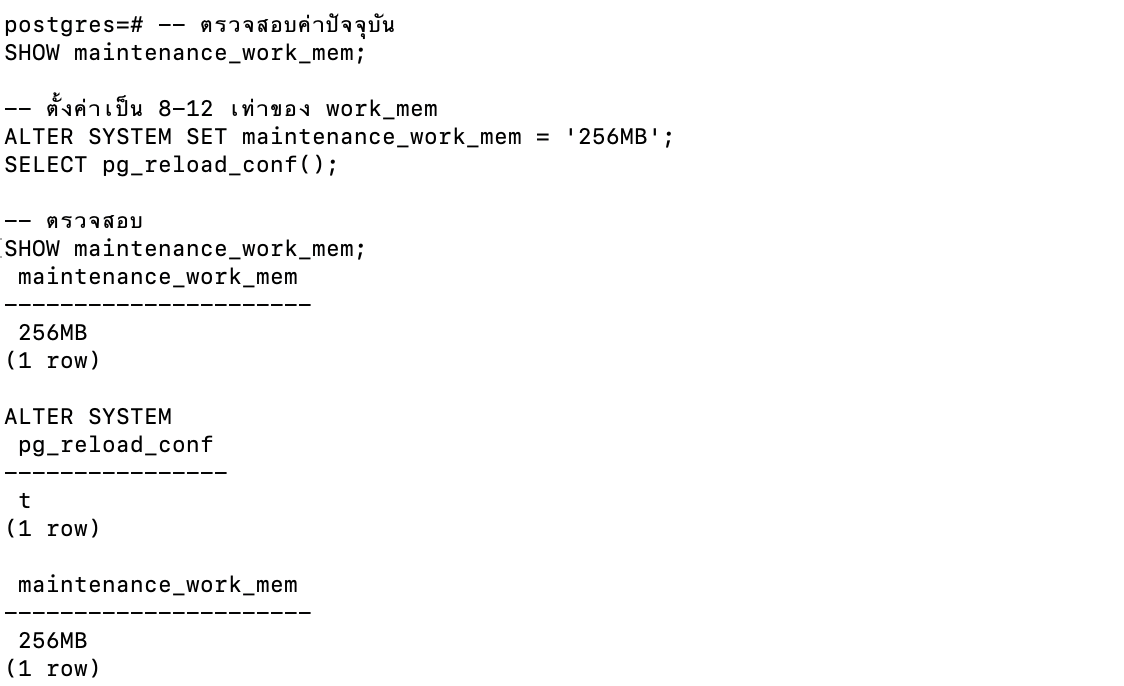 postgres=# -- ตรวจสอบค่าปัจจุบัน
SHOW maintenance_work_mem;
-- ตั้งค่าเป็น 8-12 เท่าของ work_mem
ALTER SYSTEM SET maintenance_work_mem = '256MB';
SELECT pg_reload_conf();
-- ตรวจสอบ
SHOW maintenance_work_mem;
maintenance_work_mem
----------------------
256MB
(1 row)
ALTER SYSTEM
pg_reload_conf
----------------
t
(1 row)
maintenance_work_mem
----------------------
256MB
(1 row)